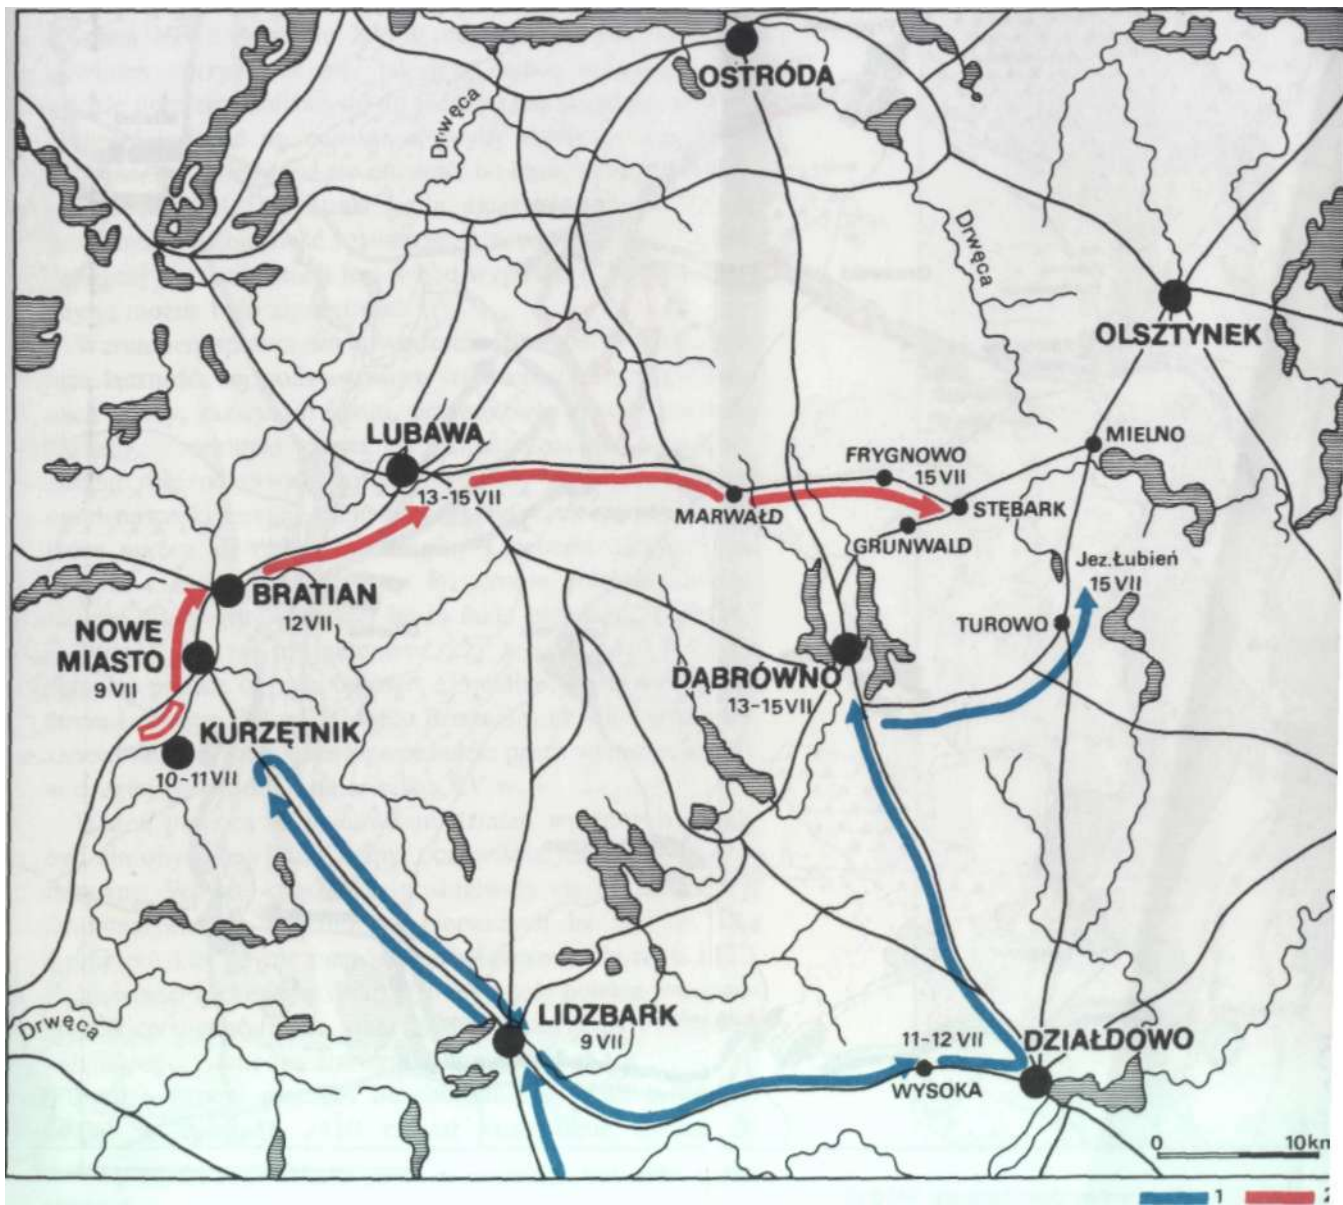 OSTRÓDA
Drwęca
Drwęca
OLSZTYNEK
LUBAWA
13-15 VII
FRYGNOWO
15 VII
MIELNO
MARWAŁD
STĘBARK
GRUNWALD
Jez. Łubień
15 VII
BRATIAN
12 VII
NOWE
MIASTO
9 VII
TUROWO
DĄBRÓWNO
13-15 VII
KURZĘTNIK
10-11 VII
LIDZBARK
9 VII
Drwęca
11-12 VII
DZIAŁDOWO
WYSOKA
0 10km
1